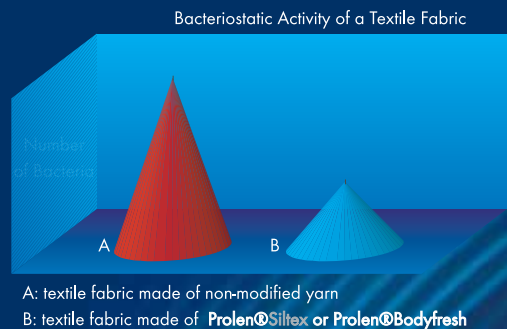 Bacteriostatic Activity of a Textile Fabric
Number
of Bacteria
A
B
A: textile fabric made of non-modified yarn
B: textile fabric made of Prolen®Siltex or Prolen®Bodyfresh